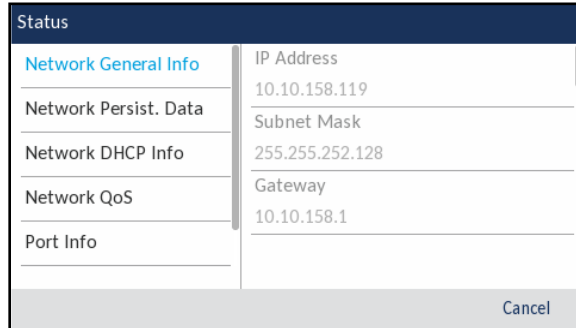 Status
Network General Info
Network Persist. Data
Network DHCP Info
Network QoS
Port Info
IP Address
10.10.158.119
Subnet Mask
255.255.252.128
Gateway
10.10.158.1
Cancel